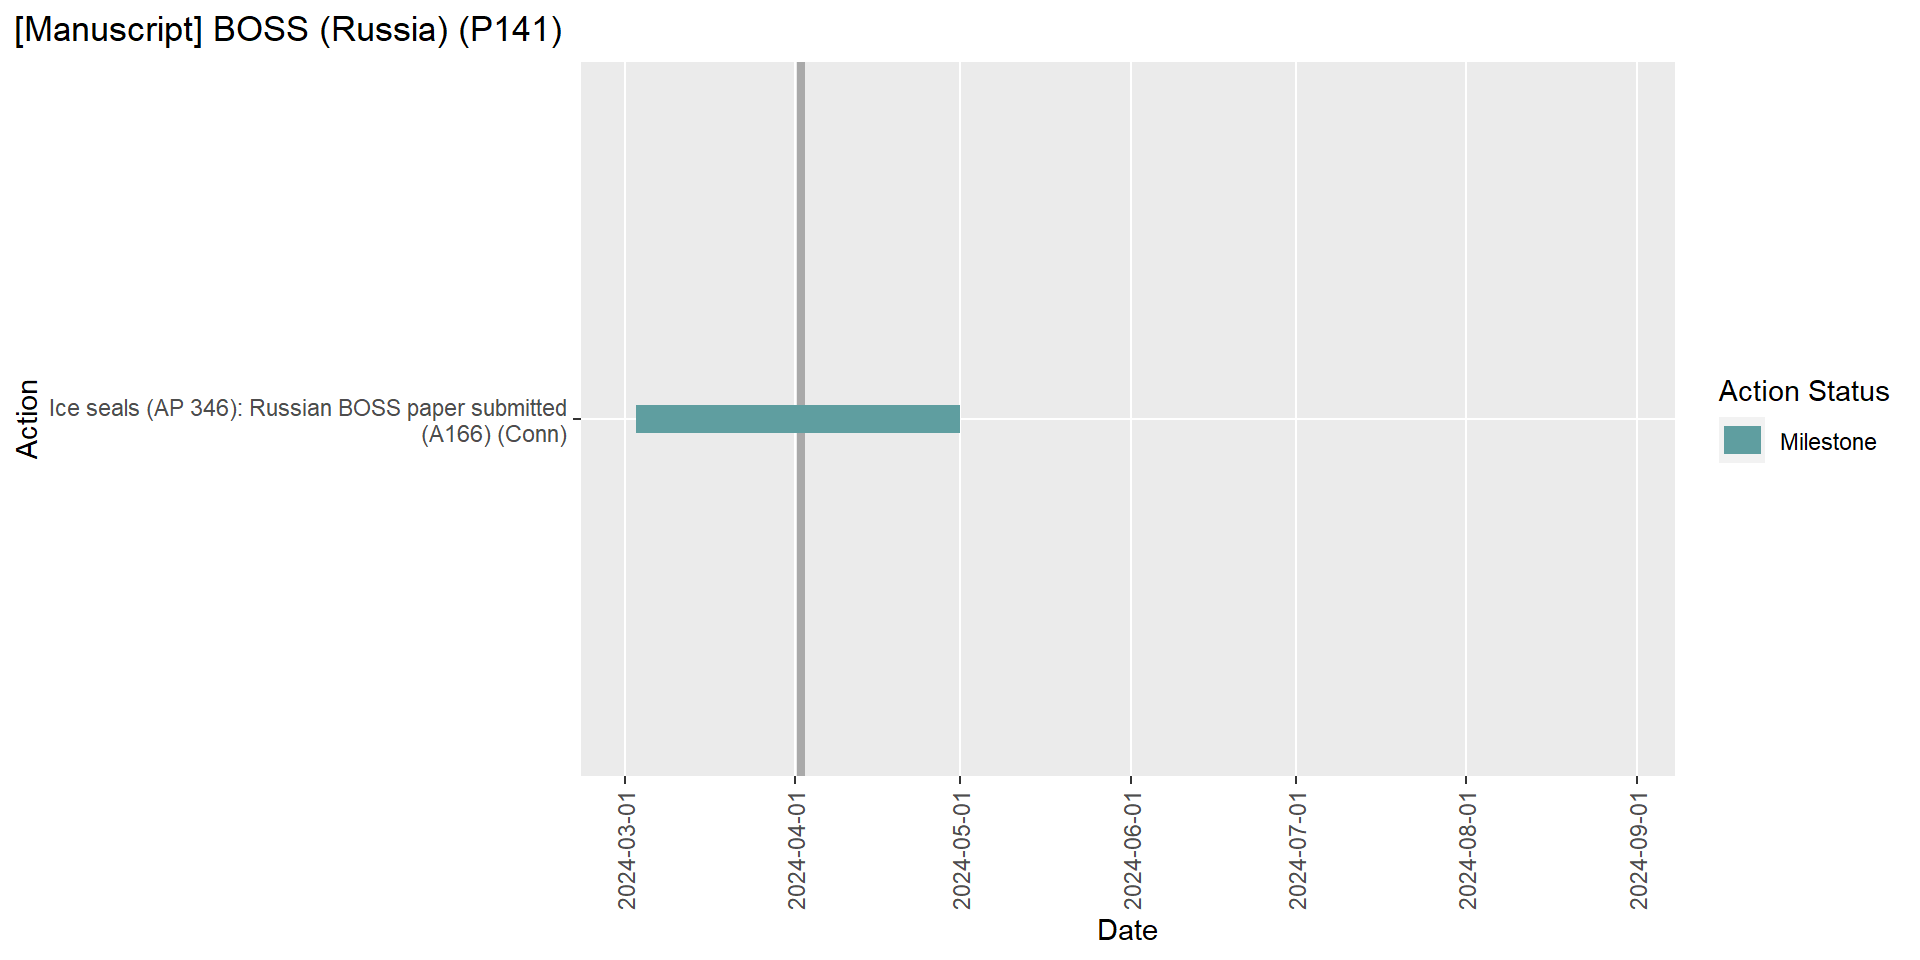 [Manuscript] BOSS (Russia) (P141)
Action
Ice seals (AP 346): Russian BOSS paper submitted
(A166) (Conn)
Action Status
Milestone
2024-03-01
2024-04-01
2024-05-01
2024-06-01
2024-07-01
2024-08-01
2024-09-01
Date